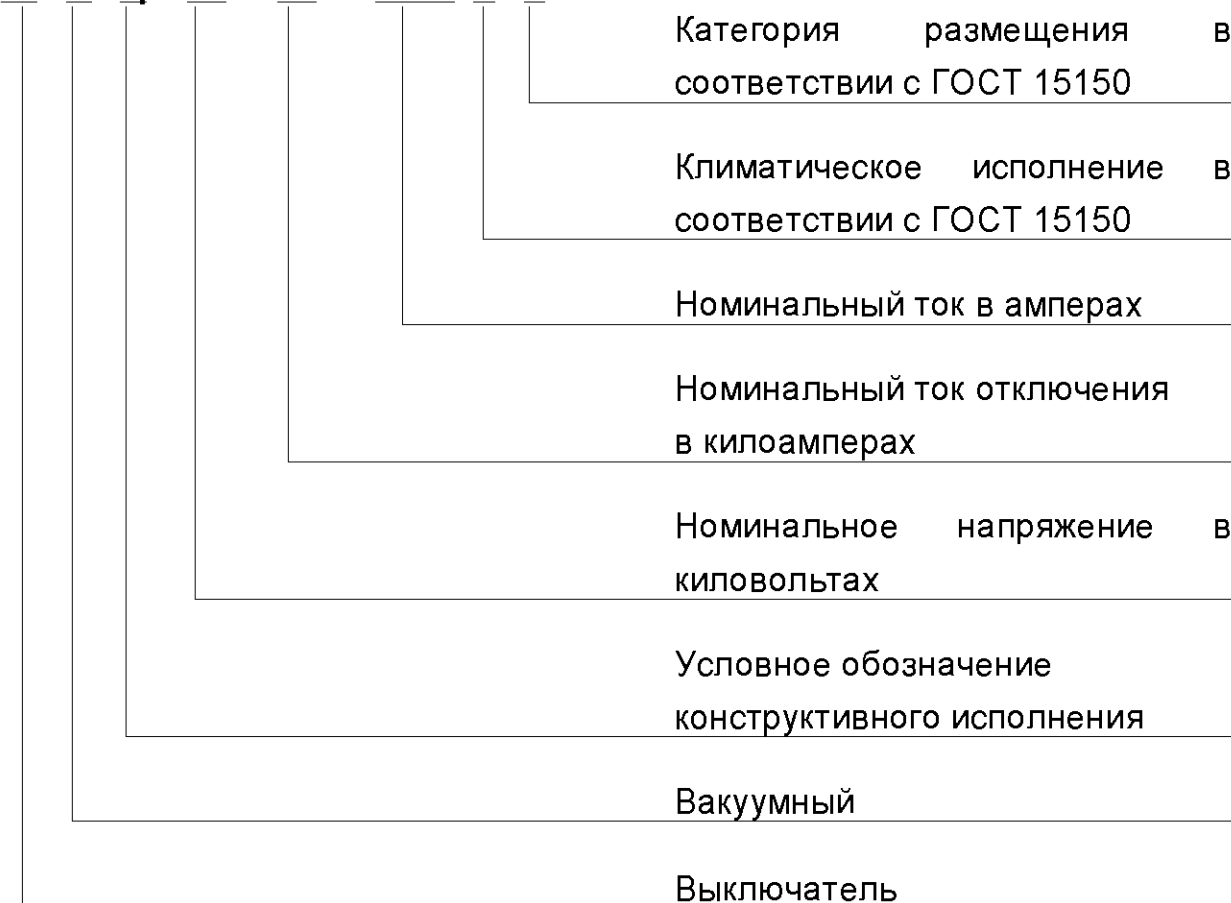 Категория размещения в
соответствии с ГОСТ 15150
Климатическое исполнение в
соответствии с ГОСТ 15150
Номинальный ток в амперах
Номинальный ток отключения
в килоамперах
Номинальное напряжение в
киловольтах
Условное обозначение
конструктивного исполнения
Вакуумный
Выключатель